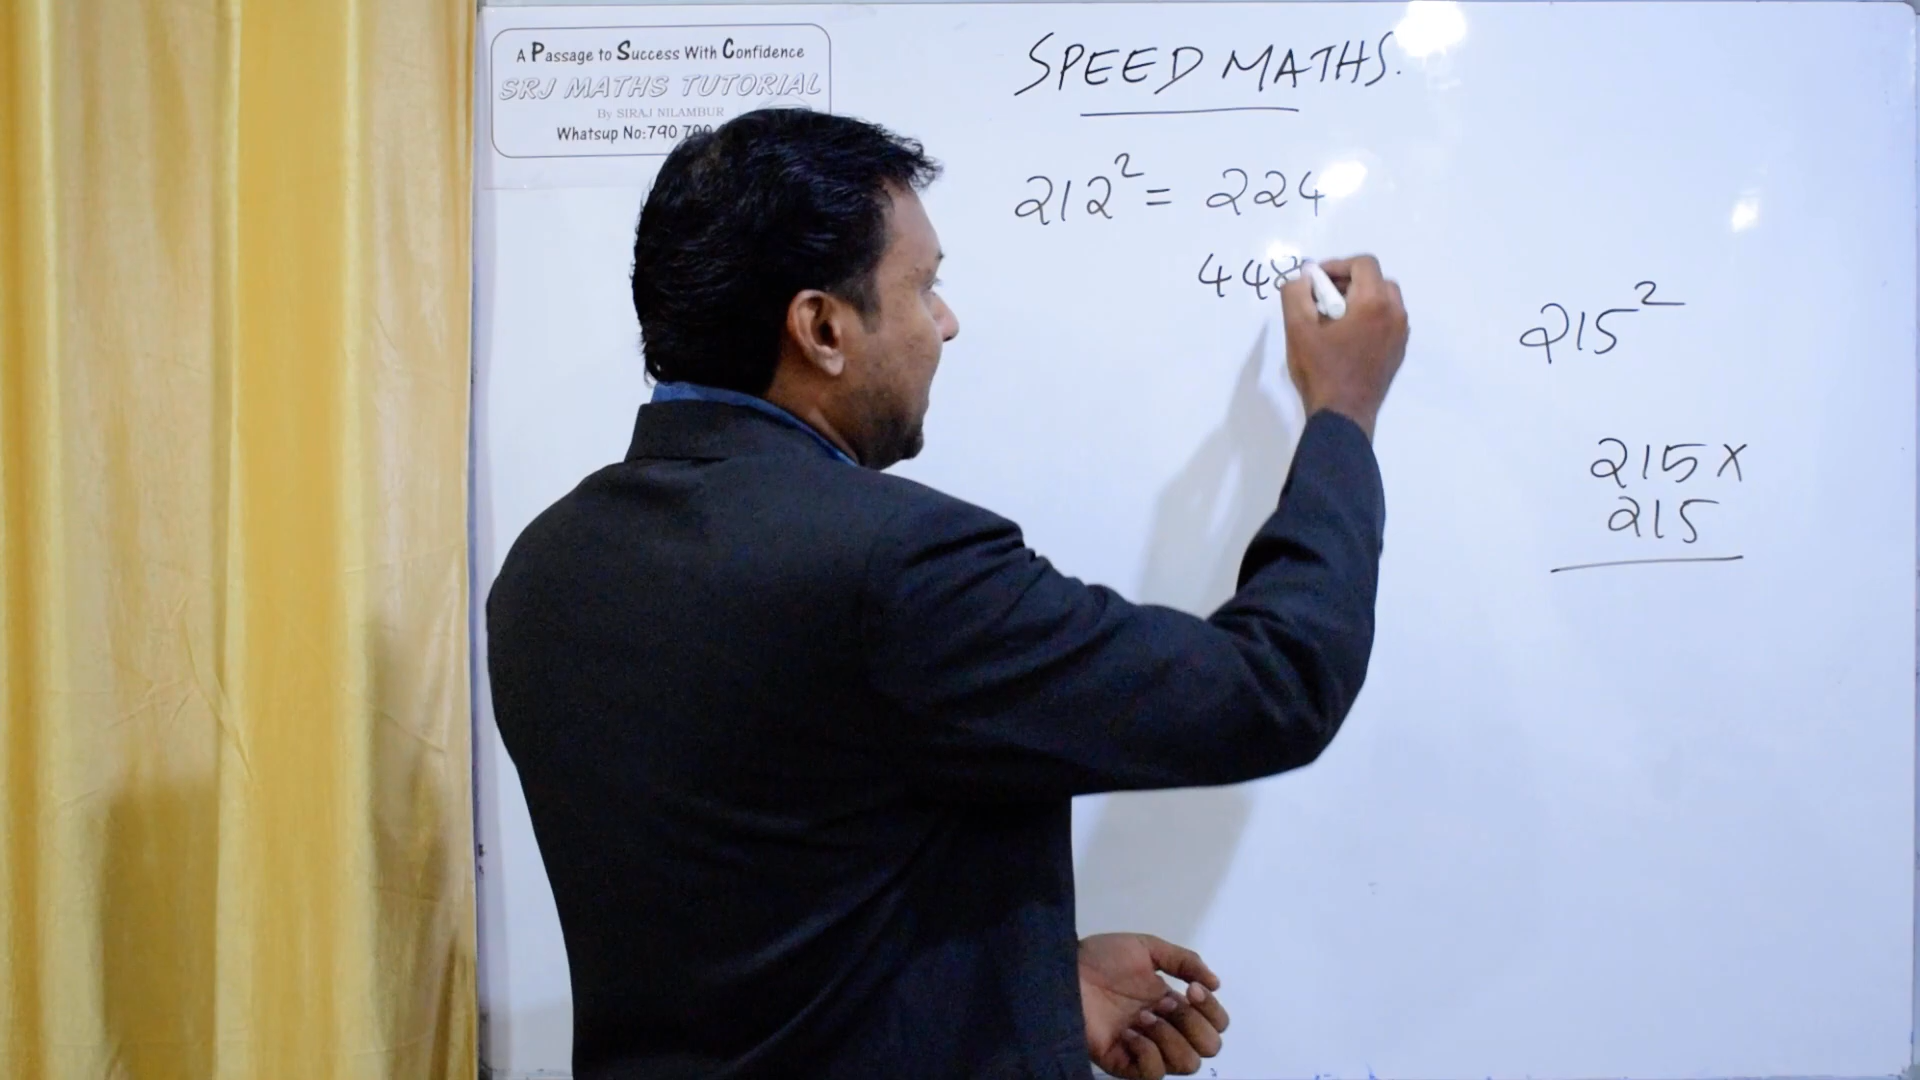 A Passage to Success With Confidence
SRJ MATHS TUTORIAL
By SIRAJ NILAMBUR
Whatsup No:790 790
SPEED MATHS.
212² = 224
448
215²
215 x
215